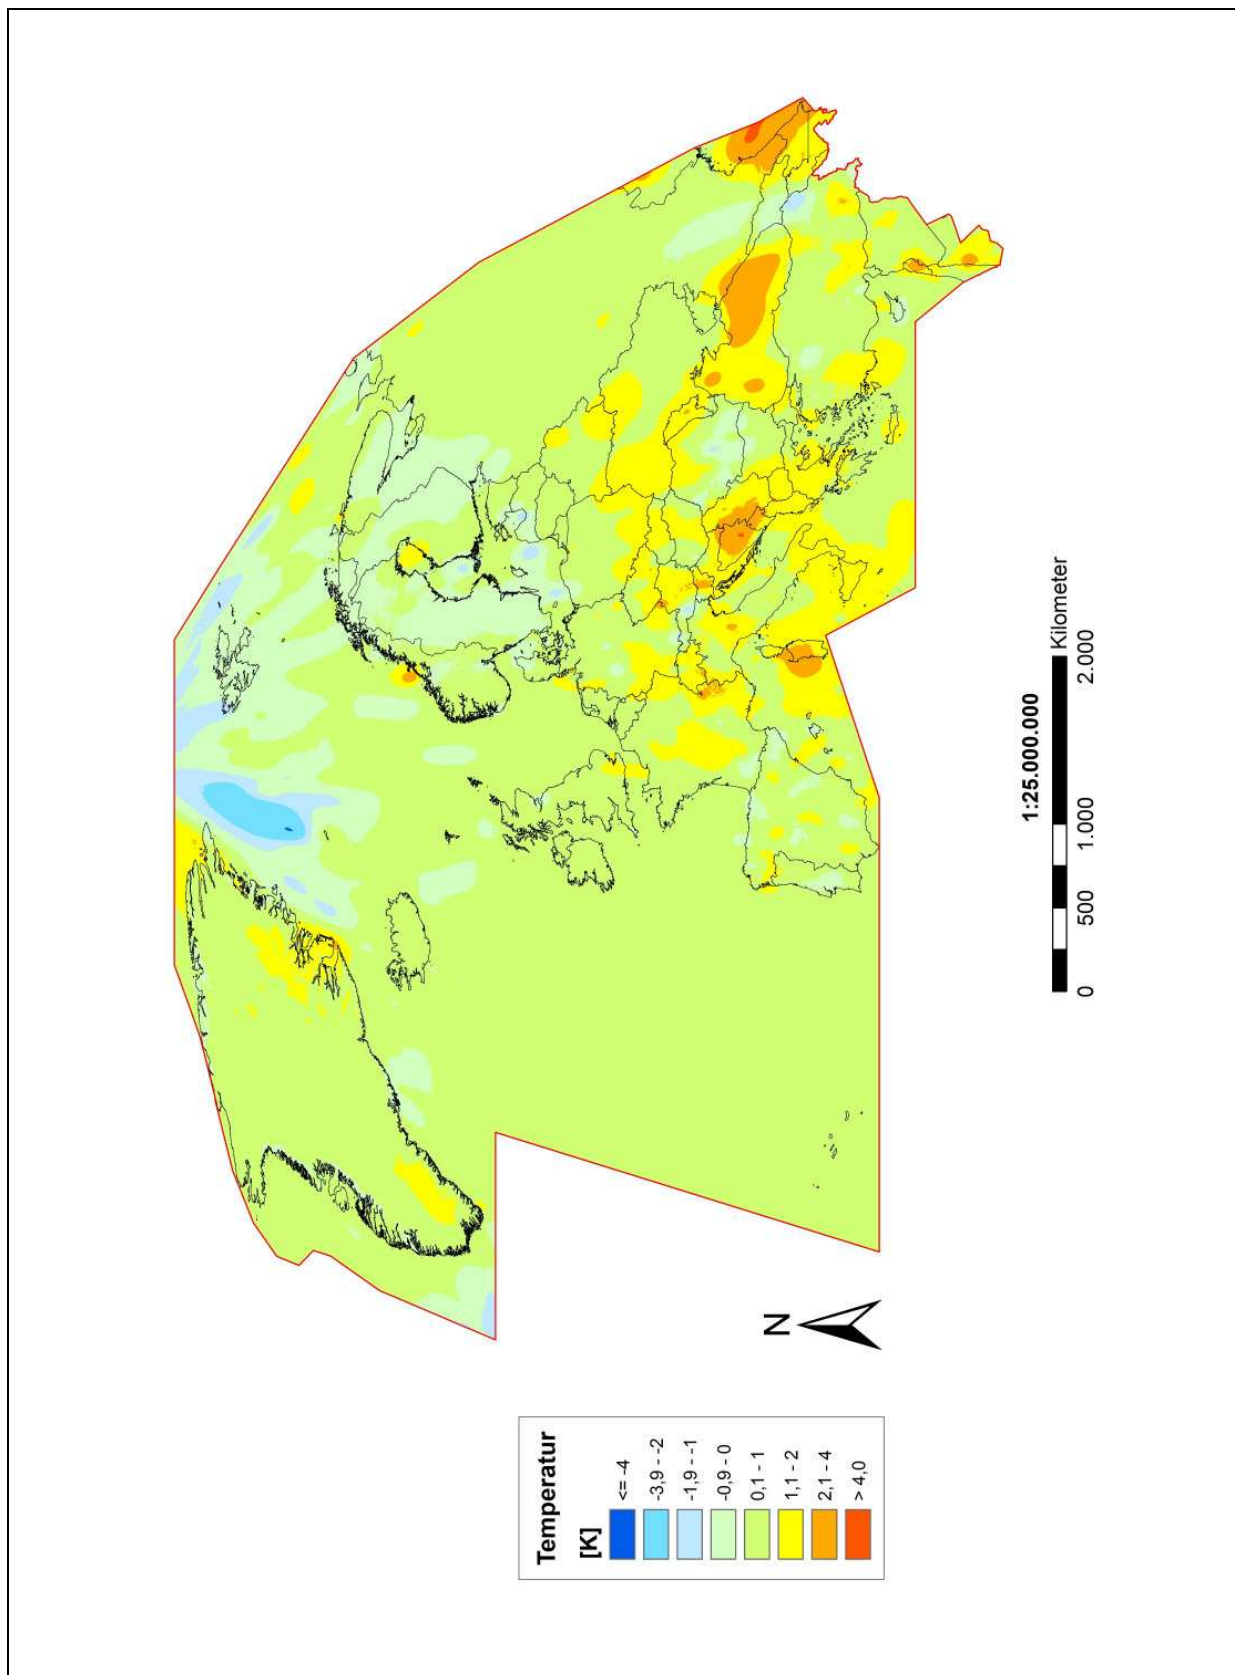 1:25.000.000
Kilometer
0
500
1.000
2.000
N
Temperatur
[K]
<= -4
-3,9 - -2
-1,9 - -1
-0,9 - 0
0,1 - 1
1,1 - 2
2,1 - 4
> 4,0